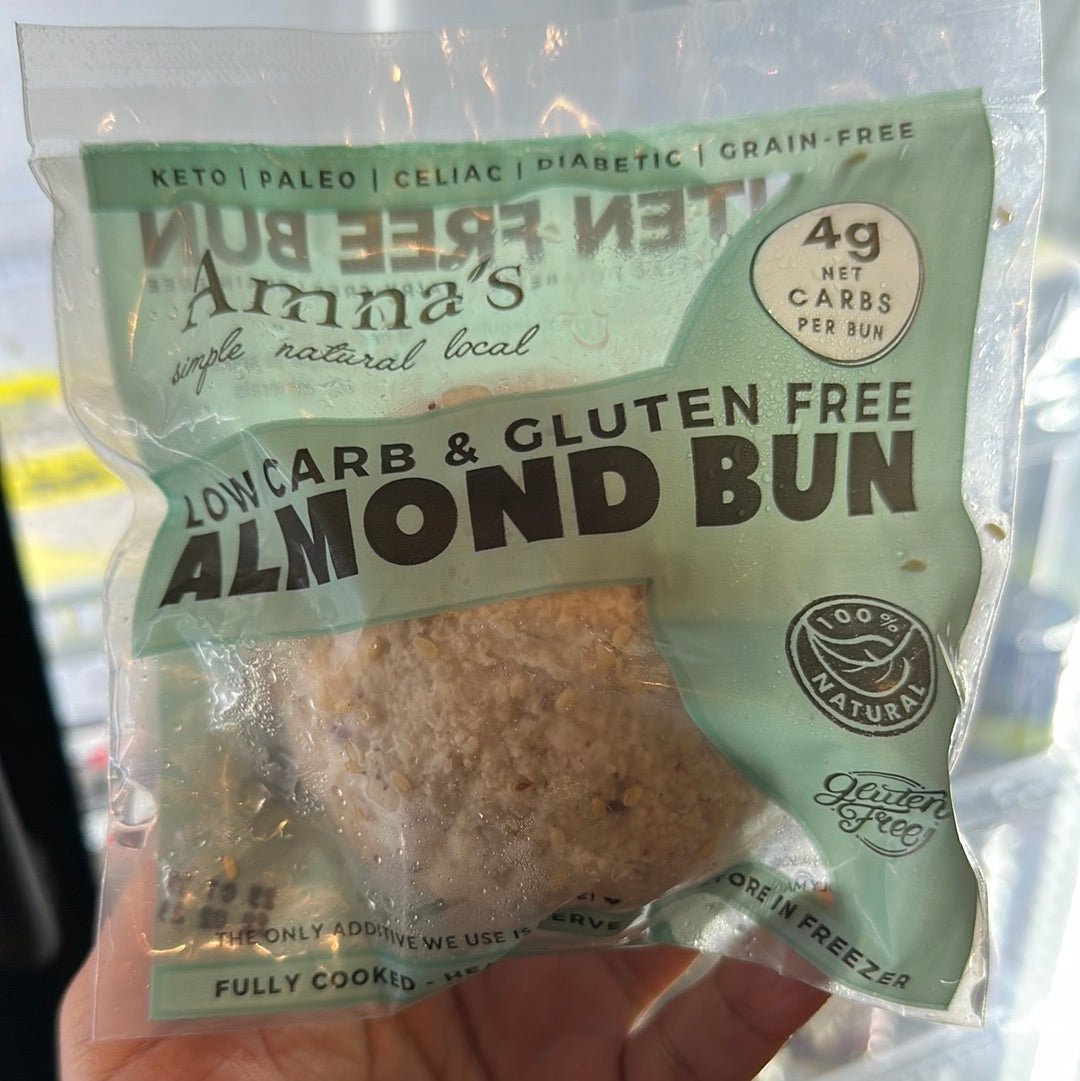 KETO | PALEO | CELIAC | DIABETIC | GRAIN-FREE
Amna's
simple natural local
4g
NET
CARBS
PER BUN
LOW CARB & GLUTEN FREE
ALMOND BUN
100%
NATURAL
gluten
Free
THE ONLY ADDITIVE WE USE IS
FULLY COOKED -
IN FREEZER